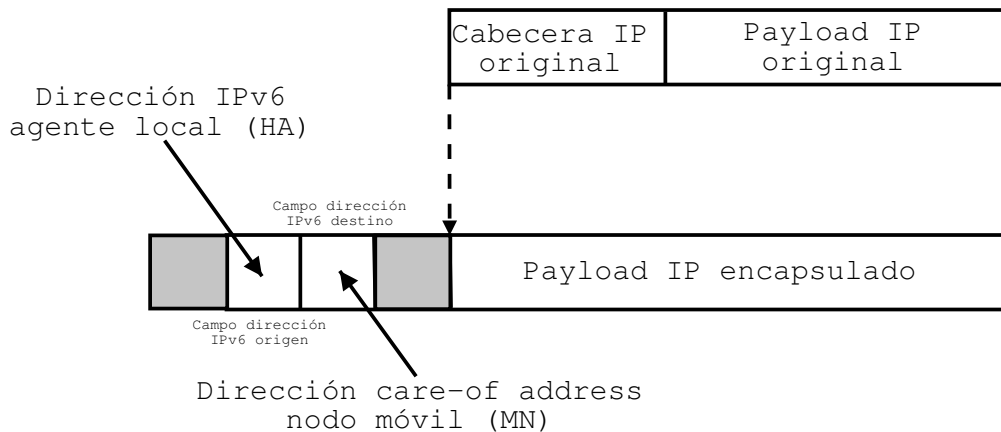 Cabecera IP
original
Payload IP
original
Dirección IPv6
agente local (HA)
Campo dirección
IPv6 destino
Payload IP encapsulado
Campo dirección
IPv6 origen
Dirección care-of address
nodo móvil (MN)